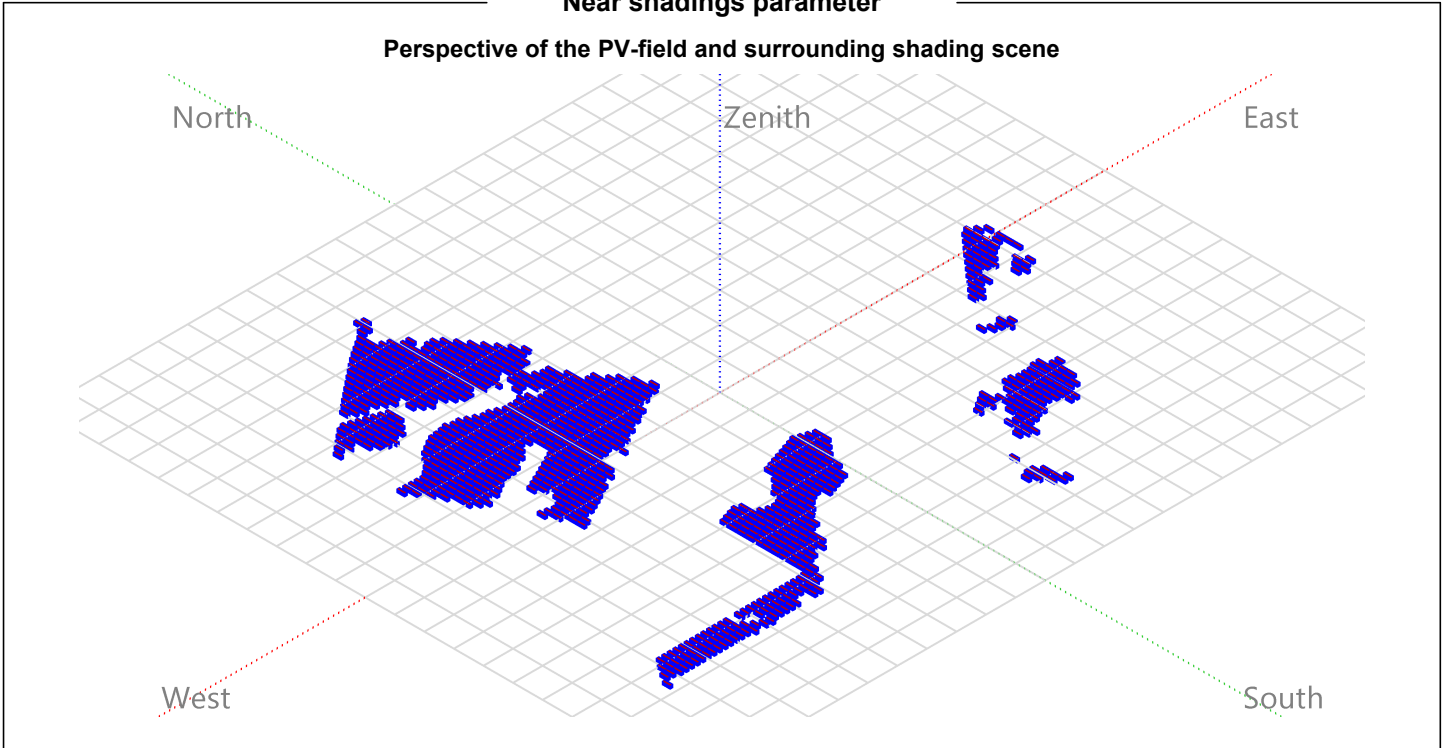 Near shadings parameter
Perspective of the PV-field and surrounding shading scene
North
Zenith
East
West
South